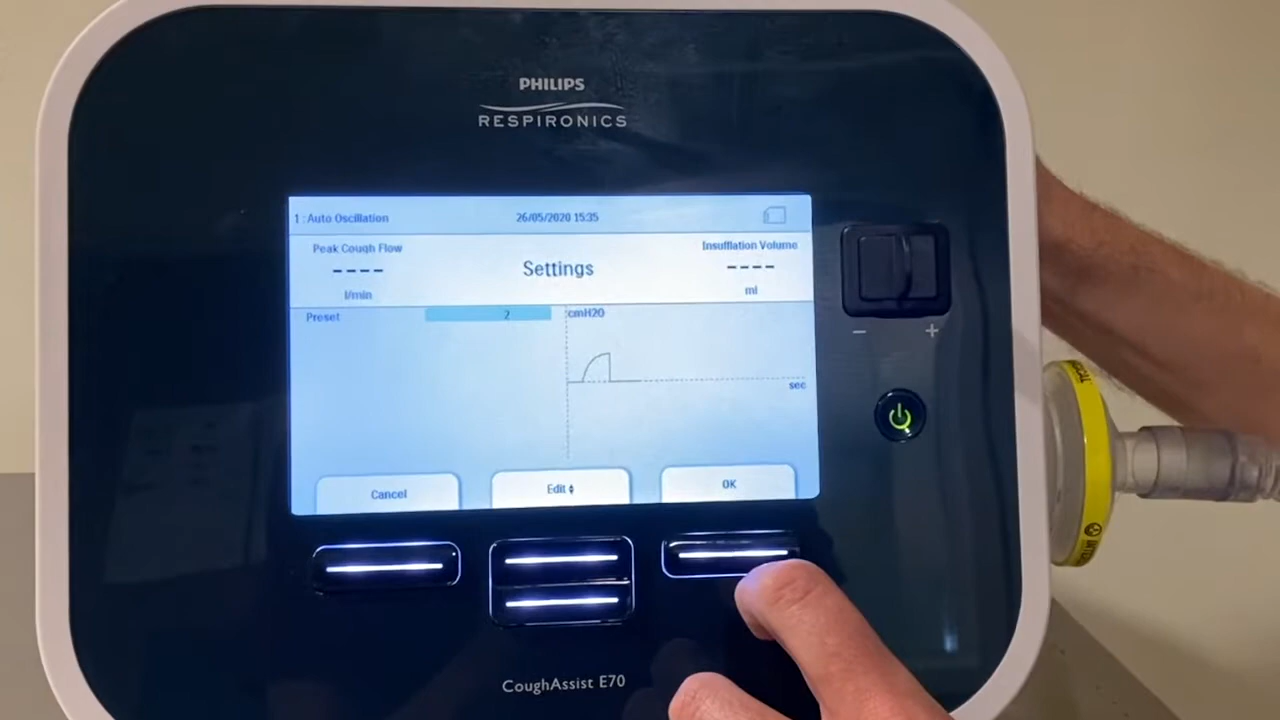 PHILIPS
RESPIRONICS
1 : Auto Oscillation
26/05/2020 15:35
Peak Cough Flow
----
l/min
Settings
Insufflation Volume
----
ml
Preset
2
cmH2O
sec
Cancel
Edit
OK
− +
CoughAssist E70